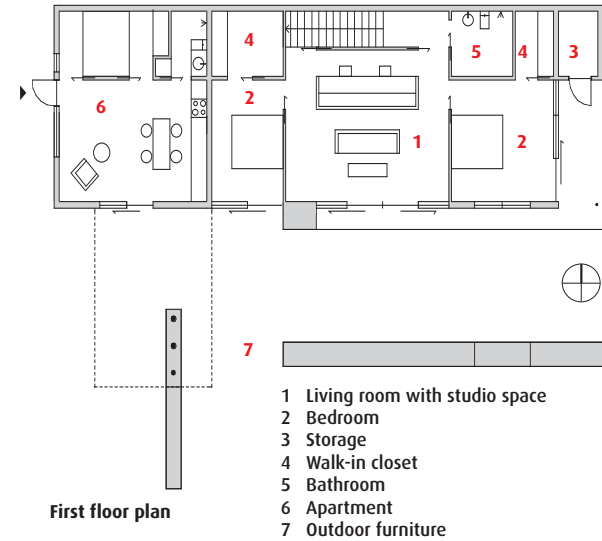 4
5
4
3
6
2
1
2
7
1 Living room with studio space
2 Bedroom
3 Storage
4 Walk-in closet
5 Bathroom
6 Apartment
7 Outdoor furniture
First floor plan